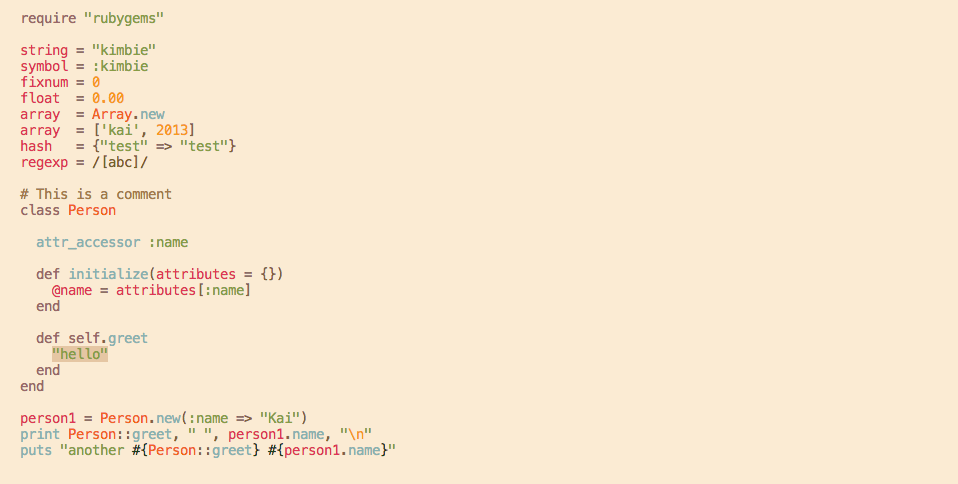 require "rubygems"

string = "kimbie"
symbol = :kimbie
fixnum = 0
float  = 0.00
array  = Array.new
array  = ['kai', 2013]
hash   = {"test" => "test"}
regexp = /[abc]/

# This is a comment
class Person

  attr_accessor :name

  def initialize(attributes = {})
    @name = attributes[:name]
  end

  def self.greet
    "hello"
  end
end

person1 = Person.new(:name => "Kai")
print Person::greet, " ", person1.name, "\n"
puts "another #{Person::greet} #{person1.name}"